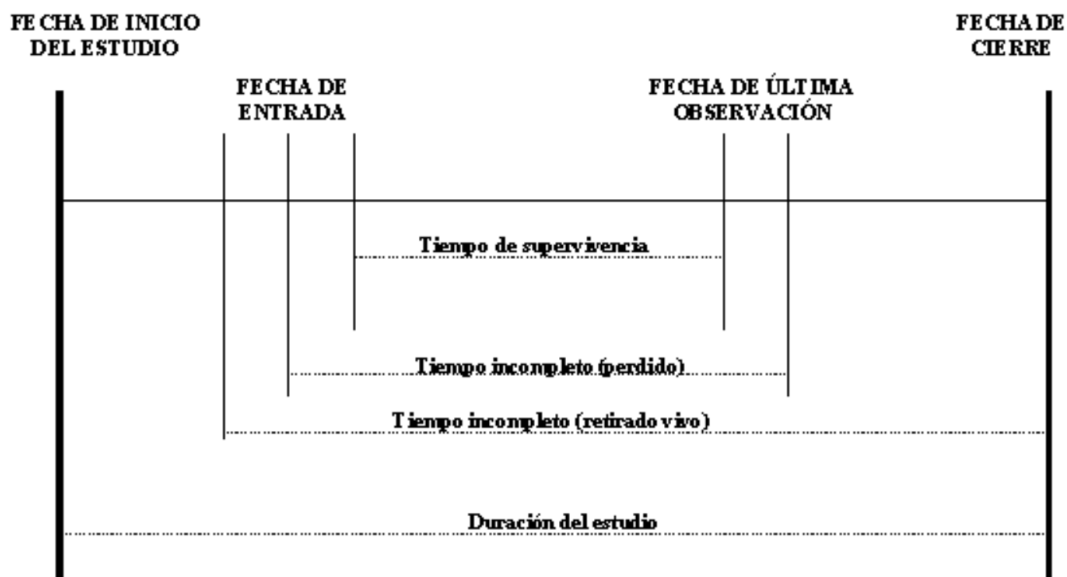 FECHA DE INICIO
DEL ESTUDIO
FECHA DE
CIERRE
FECHA DE
ENTRADA
FECHA DE ÚLTIMA
OBSERVACIÓN
Tiempo de supervivencia
Tiempo incompleto (perdido)
Tiempo incompleto (retirado vivo)
Duración del estudio